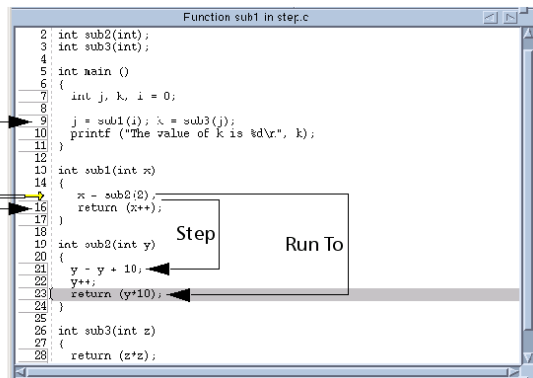 Function sub1 in step.c
2 int sub2(int);
3 int sub3(int);
4
5 int main ()
6 {
7 int j, k, i = 0;
8
9 j = sub1(i); k = sub3(j);
10 printf ("The value of k is %d\n", k);
11 }
12
13 int sub1(int x)
14 {
x - sub2(2);
16 return (x++);
17 }
18
19 int sub2(int y)
20 {
21 y - y + 10;
22 y++;
23 return (y*10);
24 }
25
26 int sub3(int z)
27 {
28 return (z*z);
Step
Run To